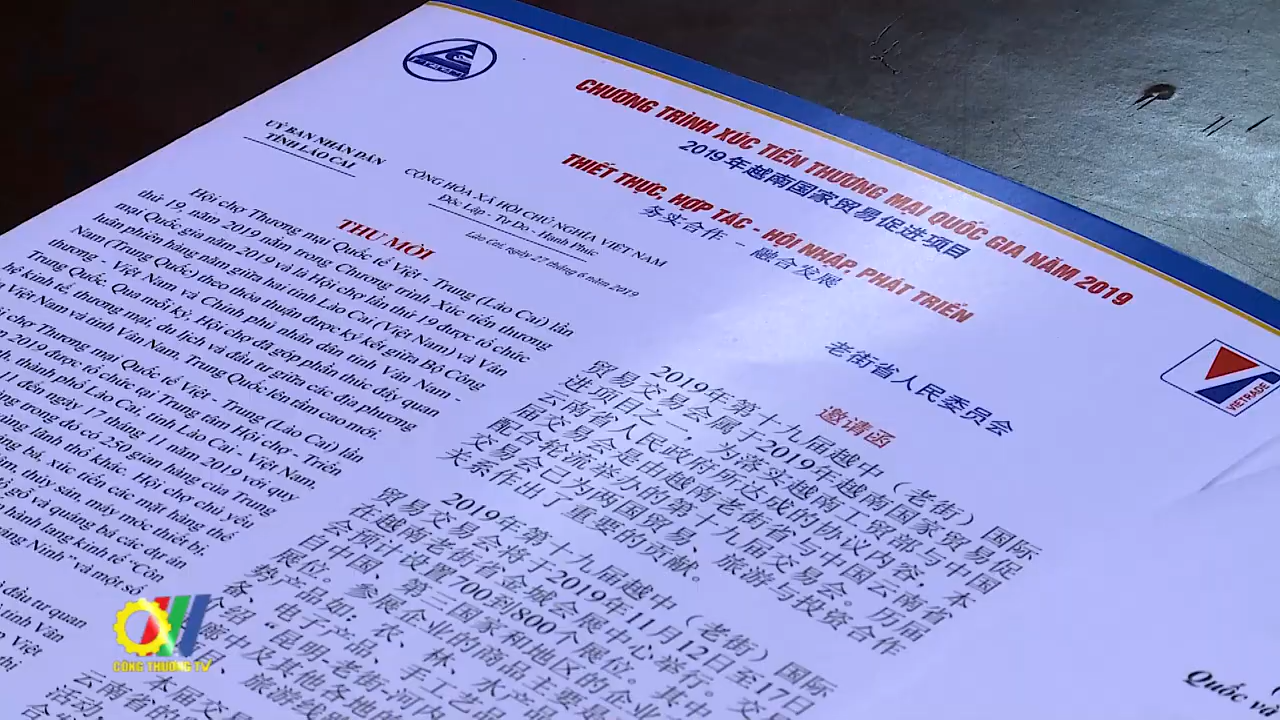 CHƯƠNG TRÌNH XÚC TIẾN THƯƠNG MẠI QUỐC GIA NĂM 2019
2019年越南国家贸易促进项目
THIẾT THỰC, HỢP TÁC - HỘI NHẬP, PHÁT TRIỂN
务实合作 - 融合发展
UỶ BAN NHÂN DÂN
TỈNH LÀO CAI
CỘNG HÒA XÃ HỘI CHỦ NGHĨA VIỆT NAM
Độc Lập - Tự Do - Hạnh Phúc
Lào Cai, ngày 27 tháng 6 năm 2019
THƯ MỜI
Hội chợ Thương mại Quốc tế Việt - Trung (Lào Cai) lần
thứ 19, năm 2019 nằm trong Chương trình Xúc tiến thương
mại Quốc gia năm 2019 và là Hội chợ lần thứ 19 được tổ chức
luân phiên hàng năm giữa hai tỉnh Lào Cai (Việt Nam) và Vân
Nam (Trung Quốc) theo thỏa thuận được ký kết giữa Bộ Công
thương - Việt Nam và Chính phủ nhân dân tỉnh Vân Nam -
Trung Quốc. Qua mỗi kỳ, Hội chợ đã góp phần thúc đẩy quan
hệ kinh tế, thương mại, du lịch và đầu tư giữa các địa phương
Việt Nam và tỉnh Vân Nam, Trung Quốc lên tầm cao mới.
chợ Thương mại Quốc tế Việt - Trung (Lào Cai) lần
2019 được tổ chức tại Trung tâm Hội chợ - Triển
thành phố Lào Cai, tỉnh Lào Cai - Việt Nam,
11 đến ngày 17 tháng 11 năm 2019 với quy
trong đó có 250 gian hàng của Trung
lãnh thổ khác. Hội chợ chủ yếu
bá, xúc tiến các mặt hàng thế
thủy sản, máy móc thiết bị,
gỗ và quảng bá các dự án
hành lang kinh tế "Côn
Ninh" và một số
đầu tư quan
tỉnh Vân
老街省人民委员会
邀请函
2019年第十九届越中（老街）国际
贸易交易会属于2019年越南国家贸易促
进项目之一，为落实越南工贸部与中国
云南省人民政府所达成的协议内容，本
届交易会是由越南老街省与中国云南省
配合轮流举办的第十九届交易会。历届
交易会已为两国贸易、旅游与投资合作
关系作出了重要的贡献。
2019年第十九届越中（老街）国际
贸易交易会将于2019年11月12日至17日
在越南老街省金城会展中心举行。交易
会预计设置700到800个展位。其中
展位。
自中国、第三国家和地区的企业
参展企业的商品主要是
势产品如：农、林、水产
电子产品、手工艺品
介绍“昆明-老街-河内
中及其他各地的
旅游线
本届交易
云南省的
活动，
VIETRADE
Quốc và
CÔNG THƯƠNG TV